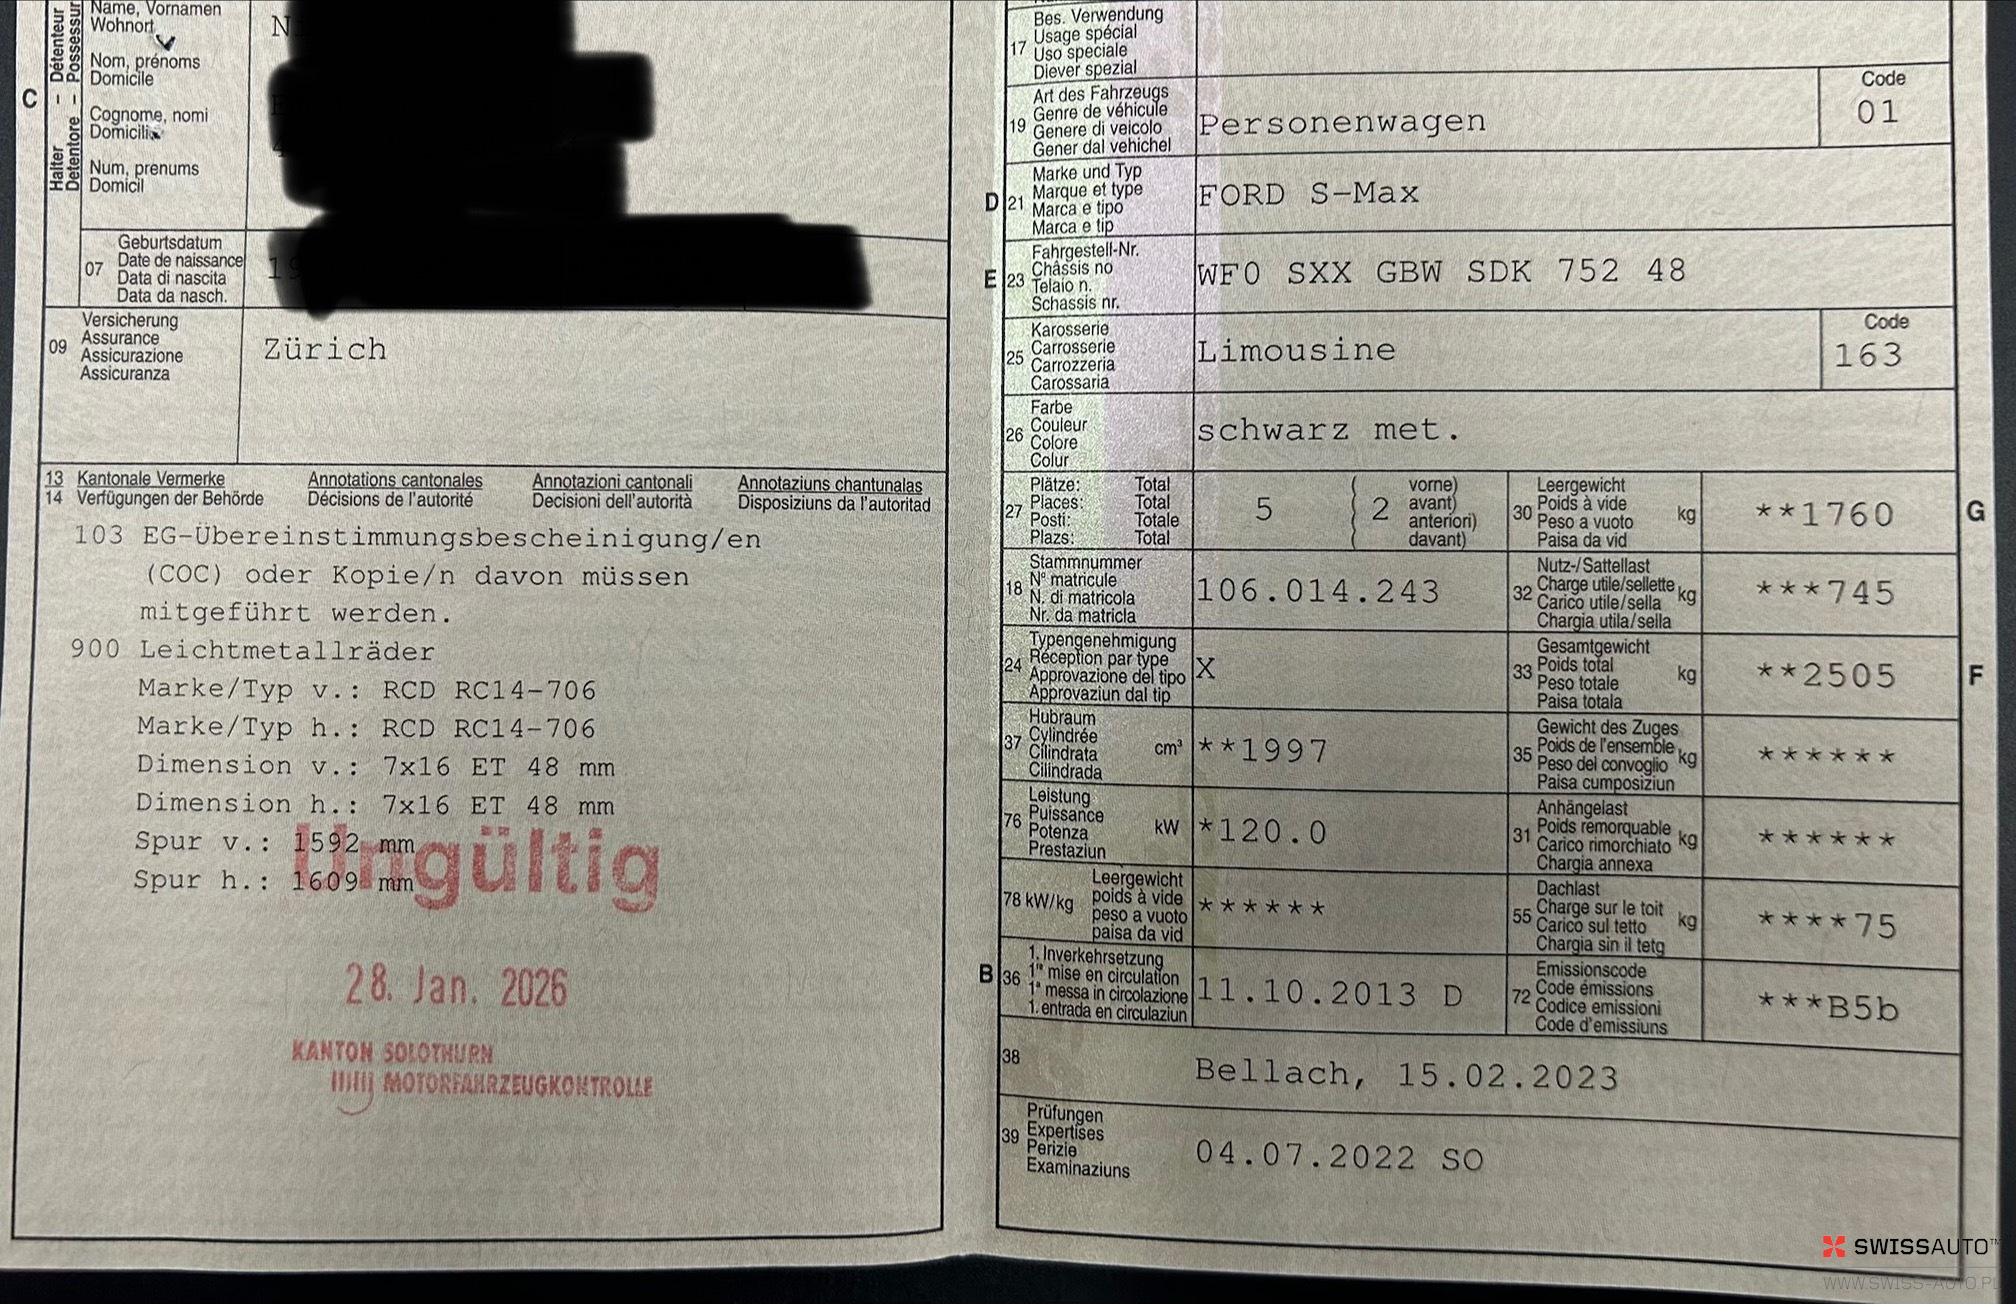 Halter – Détenteur
Detentore – Possessur
Name, Vornamen
Wohnort
Nom, prénoms
Domicile
C
Cognome, nomi
Domicilio
Num, prenums
Domicil
07
Geburtsdatum
Date de naissance
Data di nascita
Data da nasch.
09
Versicherung
Assurance
Assicurazione
Assicuranza
Zürich
13 Kantonale Vermerke Annotations cantonales Annotazioni cantonali Annotaziuns chantunalas
14 Verfügungen der Behörde Décisions de l'autorité Decisioni dell'autorità Disposiziuns da l'autoritad
103 EG-Übereinstimmungsbescheinigung/en
(COC) oder Kopie/n davon müssen
mitgeführt werden.
900 Leichtmetallräder
Marke/Typ v.: RCD RC14-706
Marke/Typ h.: RCD RC14-706
Dimension v.: 7x16 ET 48 mm
Dimension h.: 7x16 ET 48 mm
Spur v.: 1592 mm
Spur h.: 1609 mm
Ungültig
28. Jan. 2026
KANTON SOLOTHURN
MOTORFAHRZEUGKONTROLLE
17
Bes. Verwendung
Usage spécial
Uso speciale
Diever spezial
19
Art des Fahrzeugs
Genre de véhicule
Genere di veicolo
Gener dal vehichel
Personenwagen
Code
01
D 21
Marke und Typ
Marque et type
Marca e tipo
Marca e tip
FORD S-Max
E 23
Fahrgestell-Nr.
Châssis no
Telaio n.
Schassis nr.
WF0 SXX GBW SDK 752 48
25
Karosserie
Carrosserie
Carrozzeria
Carossaria
Limousine
Code
163
26
Farbe
Couleur
Colore
Colur
schwarz met.
27
Plätze: Total
Places: Total
Posti: Totale
Plazs: Total
5
( 2
vorne)
avant)
anteriori)
davant)
30
Leergewicht
Poids à vide
Peso a vuoto
Paisa da vid
kg
**1760
G
18
Stammnummer
N° matricule
N. di matricola
Nr. da matricla
106.014.243
32
Nutz-/Sattellast
Charge utile/sellette
Carico utile/sella
Chargia utila/sella
kg
***745
24
Typengenehmigung
Réception par type
Approvazione del tipo
Approvaziun dal tip
X
33
Gesamtgewicht
Poids total
Peso totale
Paisa totala
kg
**2505
F
37
Hubraum
Cylindrée
Cilindrata
Cilindrada
cm³
**1997
35
Gewicht des Zuges
Poids de l'ensemble
Peso del convoglio
Paisa cumposiziun
kg
******
76
Leistung
Puissance
Potenza
Prestaziun
kW
*120.0
31
Anhängelast
Poids remorquable
Carico rimorchiato
Chargia annexa
kg
******
78 kW/kg
Leergewicht
poids à vide
peso a vuoto
paisa da vid
******
55
Dachlast
Charge sur le toit
Carico sul tetto
Chargia sin il tetg
kg
****75
B 36
1. Inverkehrsetzung
1re mise en circulation
1a messa in circolazione
1. entrada en circulaziun
11.10.2013 D
72
Emissionscode
Code émissions
Codice emissioni
Code d'emissiuns
***B5b
38
Bellach, 15.02.2023
39
Prüfungen
Expertises
Perizie
Examinaziuns
04.07.2022 SO
SWISSAUTO™
WWW.SWISS-AUTO.PL